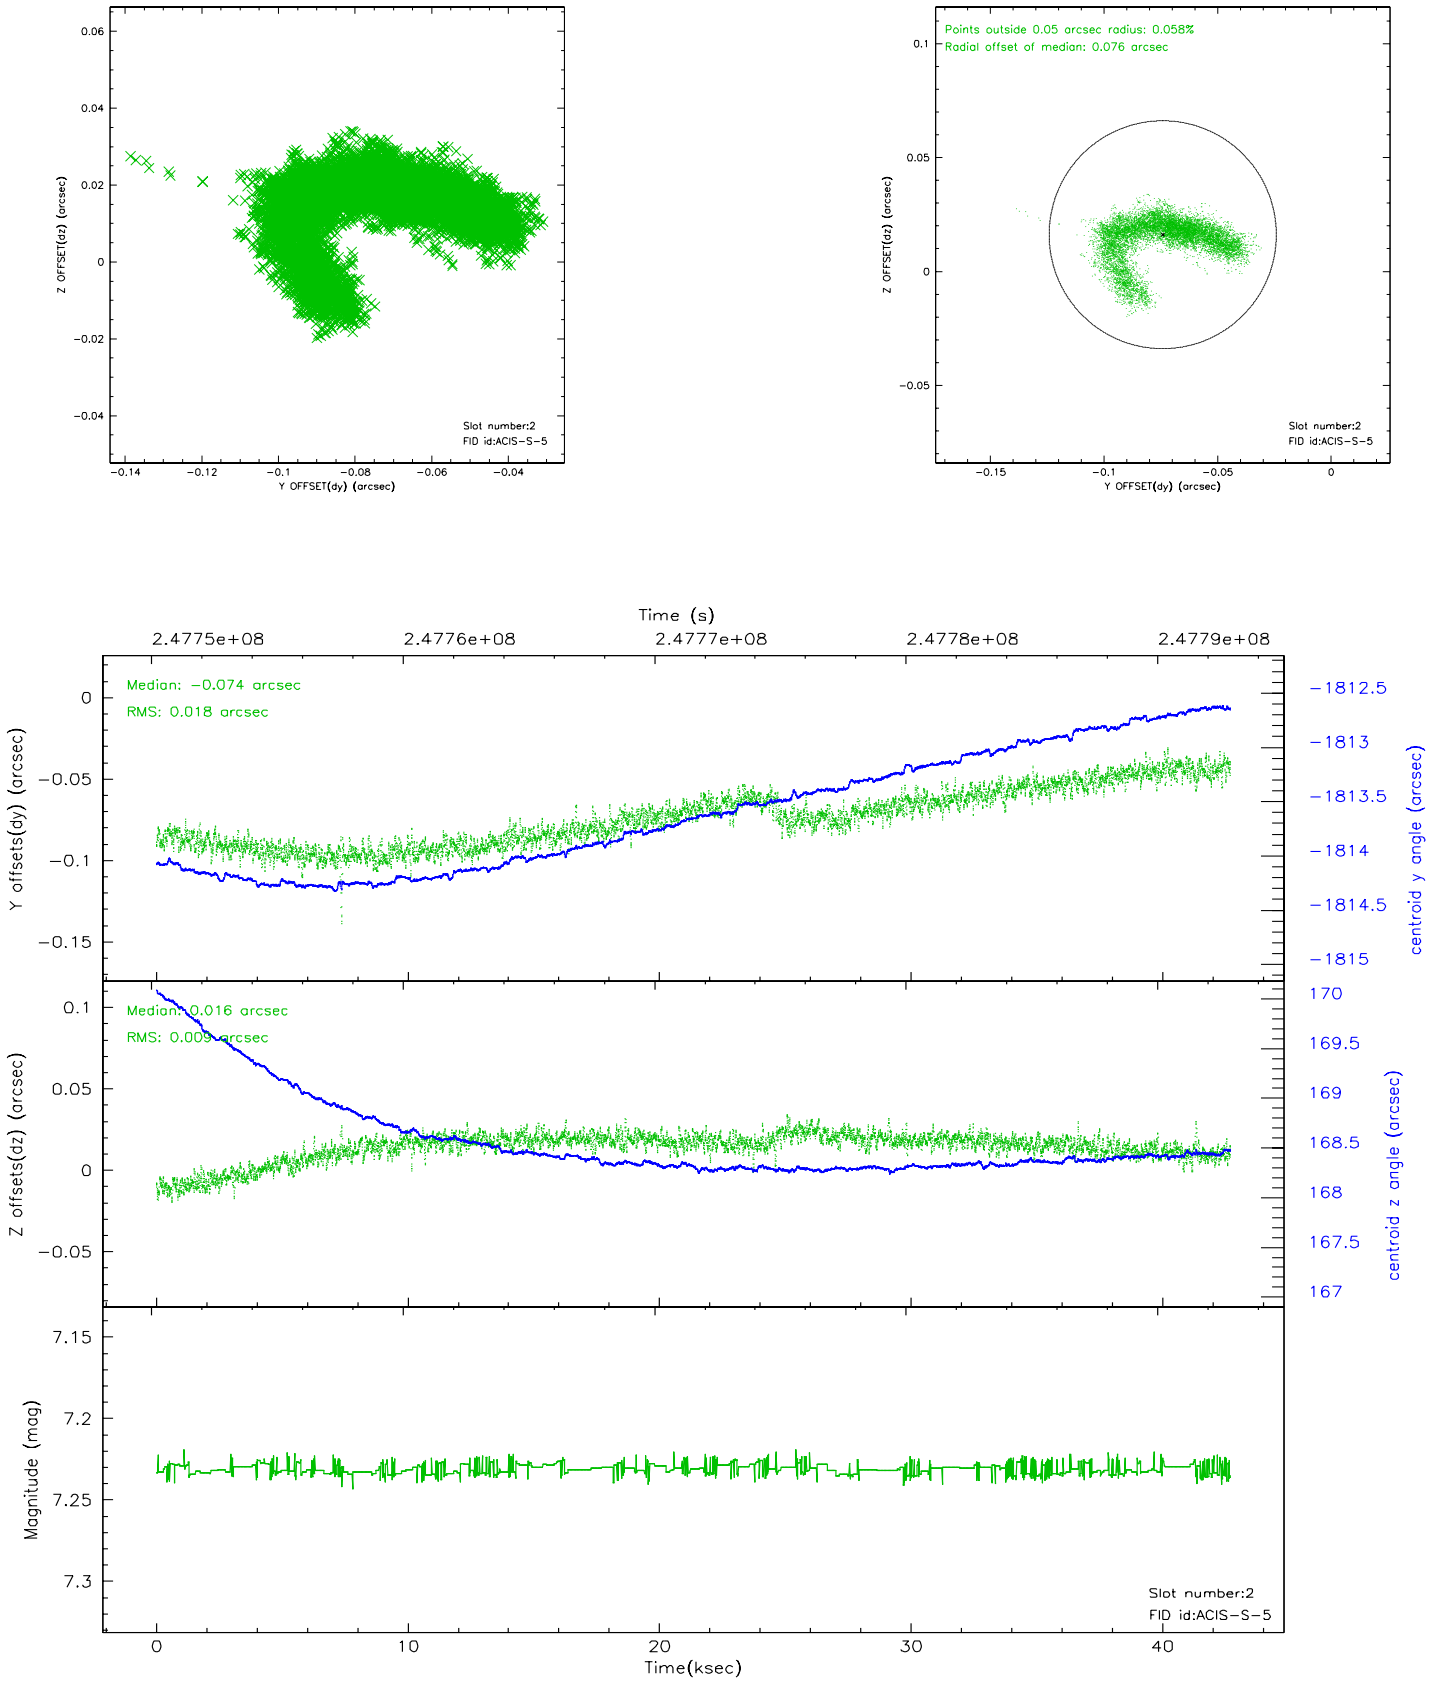 0.06
0.04
0.02
0
−0.02
−0.04
Z OFFSET(dz) (arcsec)
Slot number:2
FID id:ACIS−S−5
−0.14 −0.12 −0.1 −0.08 −0.06 −0.04
Y OFFSET(dy) (arcsec)
Points outside 0.05 arcsec radius: 0.058%
Radial offset of median: 0.076 arcsec
0.1
0.05
0
−0.05
Z OFFSET(dz) (arcsec)
Slot number:2
FID id:ACIS−S−5
−0.15 −0.1 −0.05 0
Y OFFSET(dy) (arcsec)
Time (s)
2.4775e+08 2.4776e+08 2.4777e+08 2.4778e+08 2.4779e+08
Median: −0.074 arcsec
RMS: 0.018 arcsec
0
−0.05
−0.1
−0.15
Y offsets(dy) (arcsec)
−1812.5
−1813
−1813.5
−1814
−1814.5
−1815
centroid y angle (arcsec)
Median: 0.016 arcsec
RMS: 0.009 arcsec
0.1
0.05
0
−0.05
Z offsets(dz) (arcsec)
170
169.5
169
168.5
168
167.5
167
centroid z angle (arcsec)
7.15
7.2
7.25
7.3
Magnitude (mag)
Slot number:2
FID id:ACIS−S−5
0 10 20 30 40
Time(ksec)